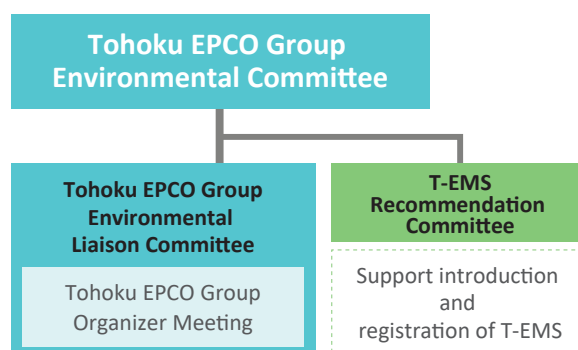 Tohoku EPCO Group
Environmental Committee
Tohoku EPCO Group
Environmental
Liaison Committee
Tohoku EPCO Group
Organizer Meeting
T-EMS
Recommendation
Committee
Support introduction
and
registration of T-EMS